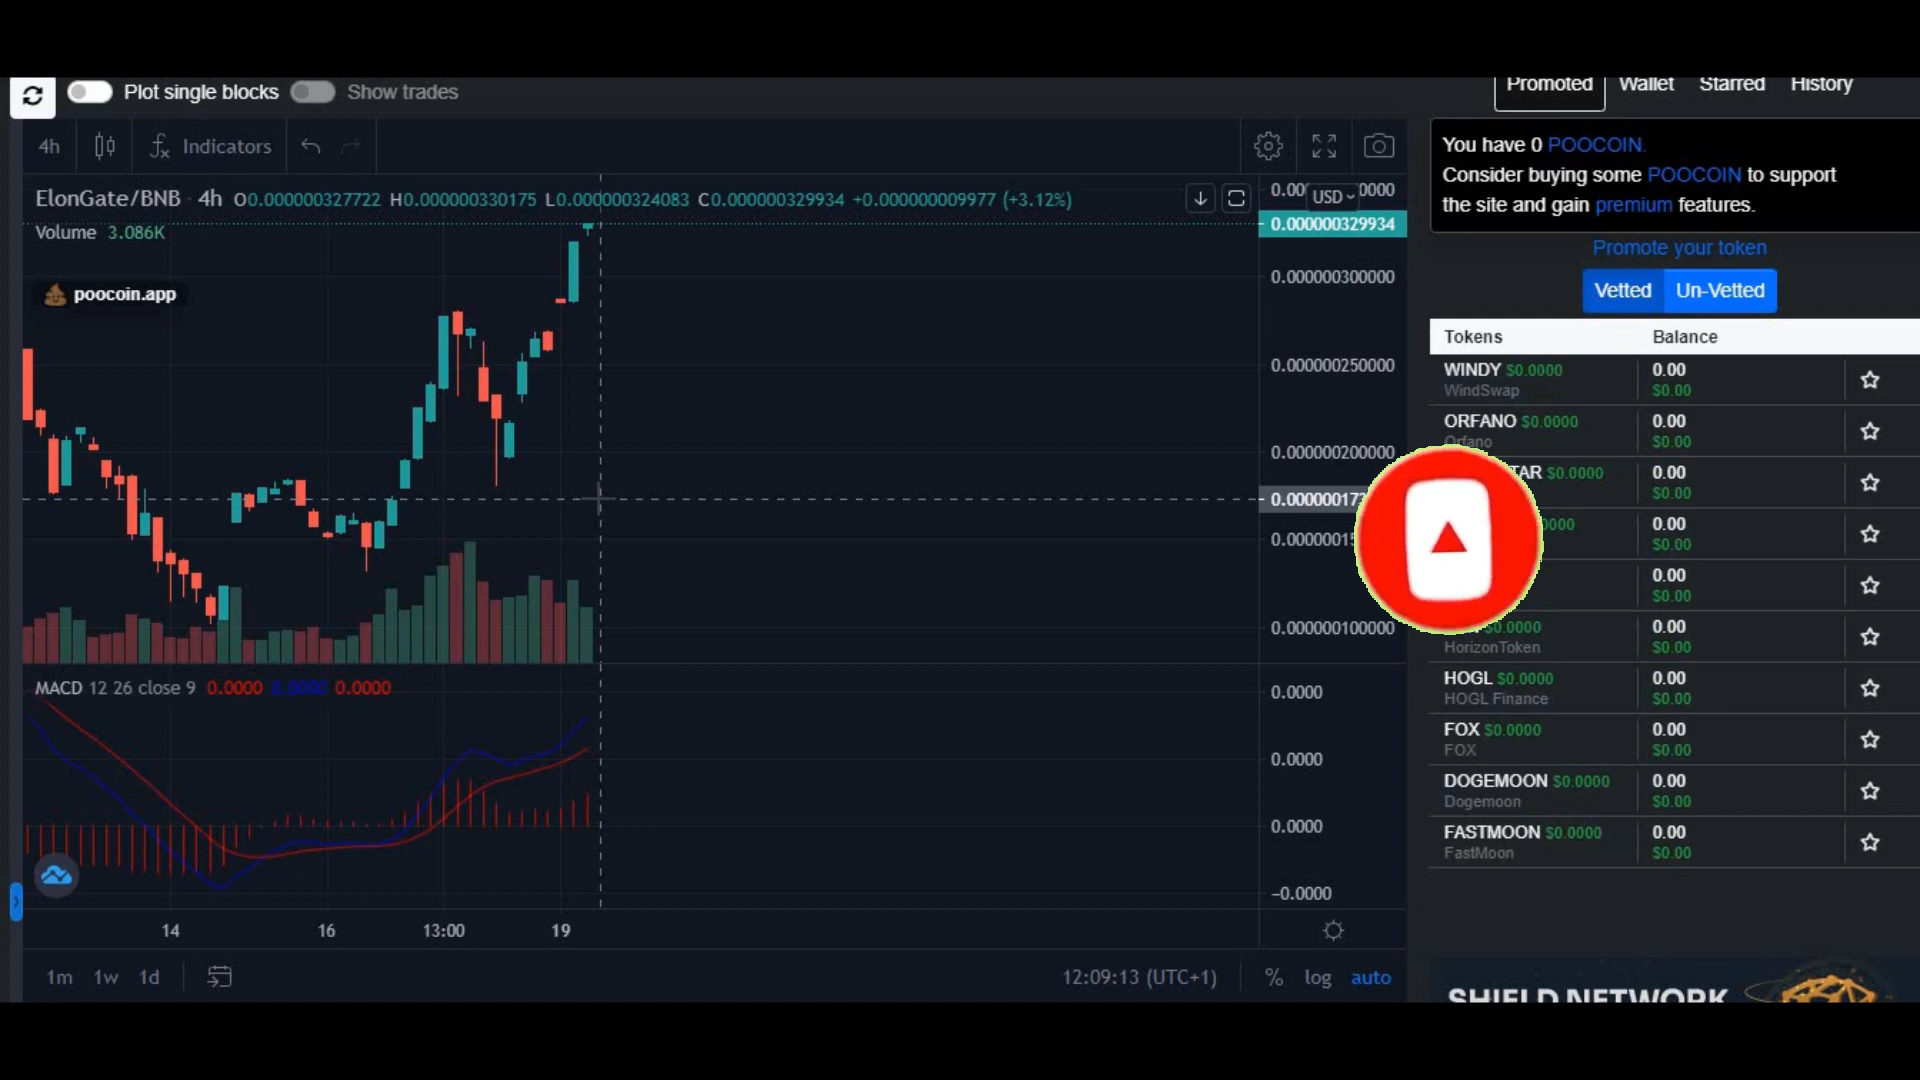 Plot single blocks Show trades
Promoted Wallet Starred History
4h Indicators
ElonGate/BNB 4h O0.000000327722 H0.000000330175 L0.000000324083 C0.000000329934 +0.000000009977 (+3.12%)
Volume 3.086K
poocoin.app
USD
0.000000329934
0.000000300000
0.000000250000
0.000000200000
0.000000100000
MACD 12 26 close 9 0.0000 0.0000 0.0000
0.0000
0.0000
0.0000
−0.0000
14 16 13:00 19
1m 1w 1d
12:09:13 (UTC+1) % log auto
You have 0 POOCOIN.
Consider buying some POOCOIN to support
the site and gain premium features.
Promote your token
Vetted Un-Vetted
Tokens Balance
WINDY $0.0000 0.00
WindSwap $0.00
ORFANO $0.0000 0.00
Orfano $0.00
$0.0000 0.00
$0.00
0.00
$0.00
0.00
$0.00
$0.0000 0.00
HorizonToken $0.00
HOGL $0.0000 0.00
HOGL Finance $0.00
FOX $0.0000 0.00
FOX $0.00
DOGEMOON $0.0000 0.00
Dogemoon $0.00
FASTMOON $0.0000 0.00
FastMoon $0.00
SHIELD NETWORK